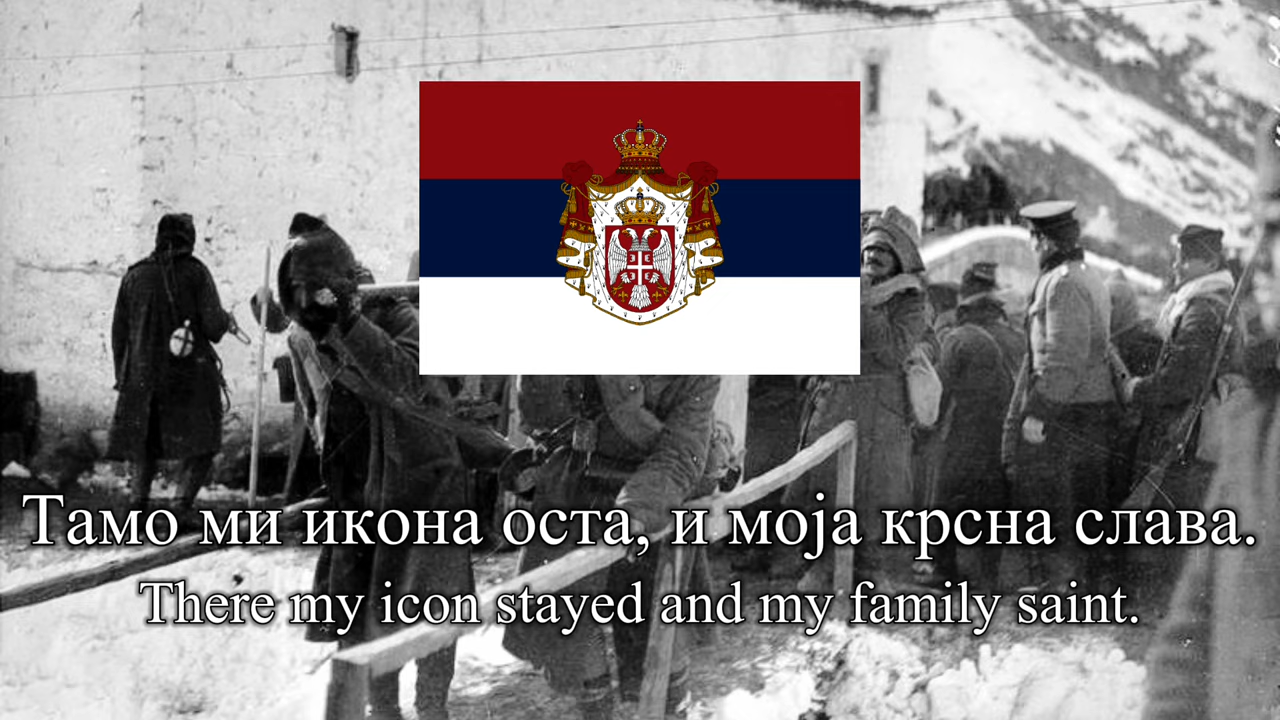 Тамо ми икона оста, и моја крсна слава.
There my icon stayed and my family saint.